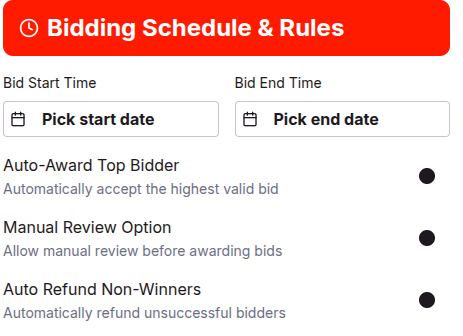 Bidding Schedule & Rules
Bid Start Time
Bid End Time
Pick start date
Pick end date
Auto-Award Top Bidder
Automatically accept the highest valid bid
Manual Review Option
Allow manual review before awarding bids
Auto Refund Non-Winners
Automatically refund unsuccessful bidders